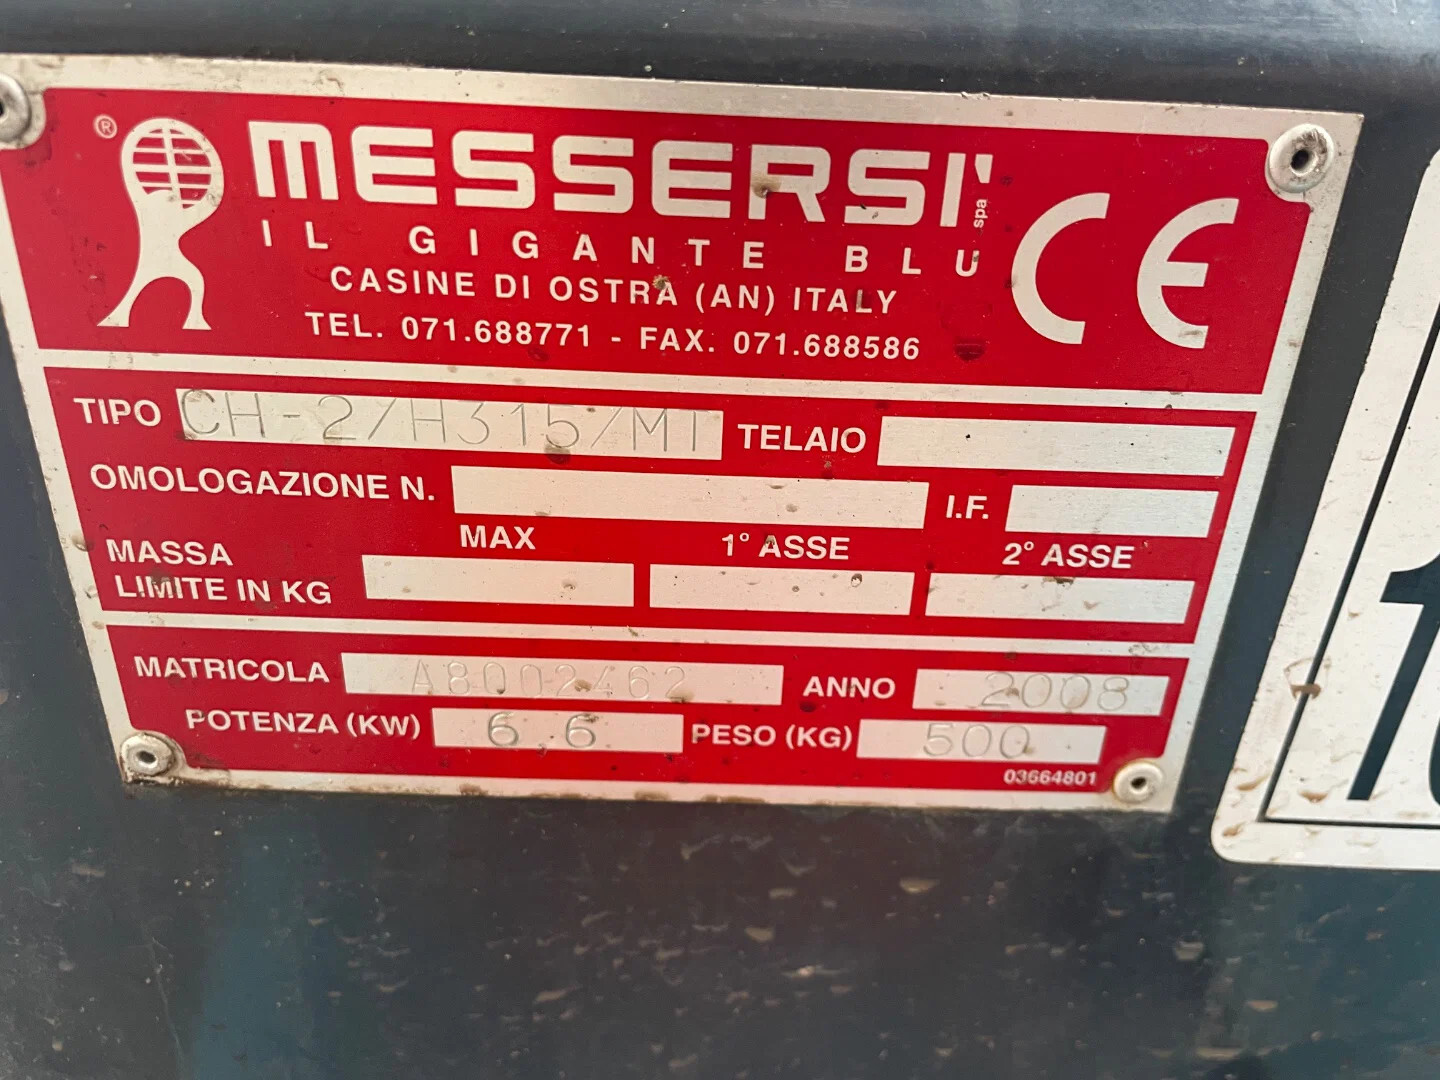 ® MESSERSI' spa CE
IL GIGANTE BLU
CASINE DI OSTRA (AN) ITALY
TEL. 071.688771 - FAX. 071.688586
TIPO CH-2/H315/MT TELAIO
OMOLOGAZIONE N. I.F.
MASSA LIMITE IN KG MAX 1° ASSE 2° ASSE
MATRICOLA A8002462 ANNO 2008
POTENZA (KW) 6,6 PESO (KG) 500
03664801